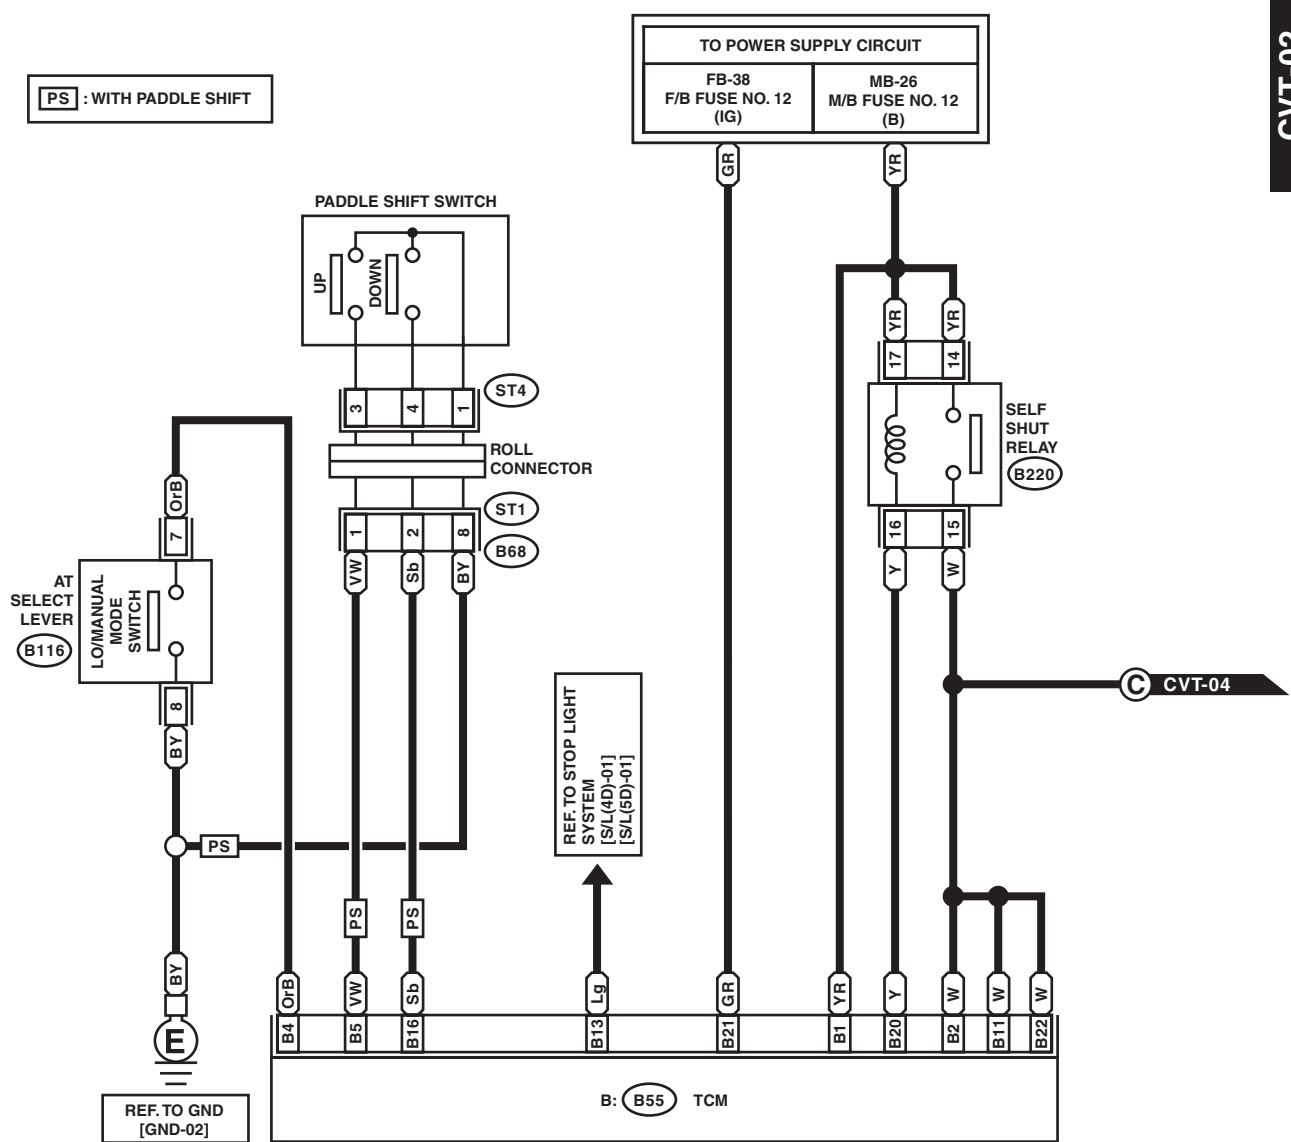 CVT-02
TO POWER SUPPLY CIRCUIT
FB-38
F/B FUSE NO. 12
(IG)
MB-26
M/B FUSE NO. 12
(B)
PS : WITH PADDLE SHIFT
GR
YR
PADDLE SHIFT SWITCH
UP
DOWN
YR
YR
17
14
3
4
1
ST4
SELF
SHUT
RELAY
B220
ROLL
CONNECTOR
OrB
7
ST1
1
2
8
B68
16
15
VW
Sb
BY
Y
W
AT
SELECT
LEVER
B116
LO/MANUAL
MODE
SWITCH
8
BY
C
CVT-04
REF. TO STOP LIGHT
SYSTEM
[S/L(4D)-01]
[S/L(5D)-01]
PS
PS
PS
BY
OrB
VW
Sb
Lg
GR
YR
Y
W
W
W
B4
B5
B16
B13
B21
B1
B20
B2
B11
B22
E
REF. TO GND
[GND-02]
B: B55 TCM